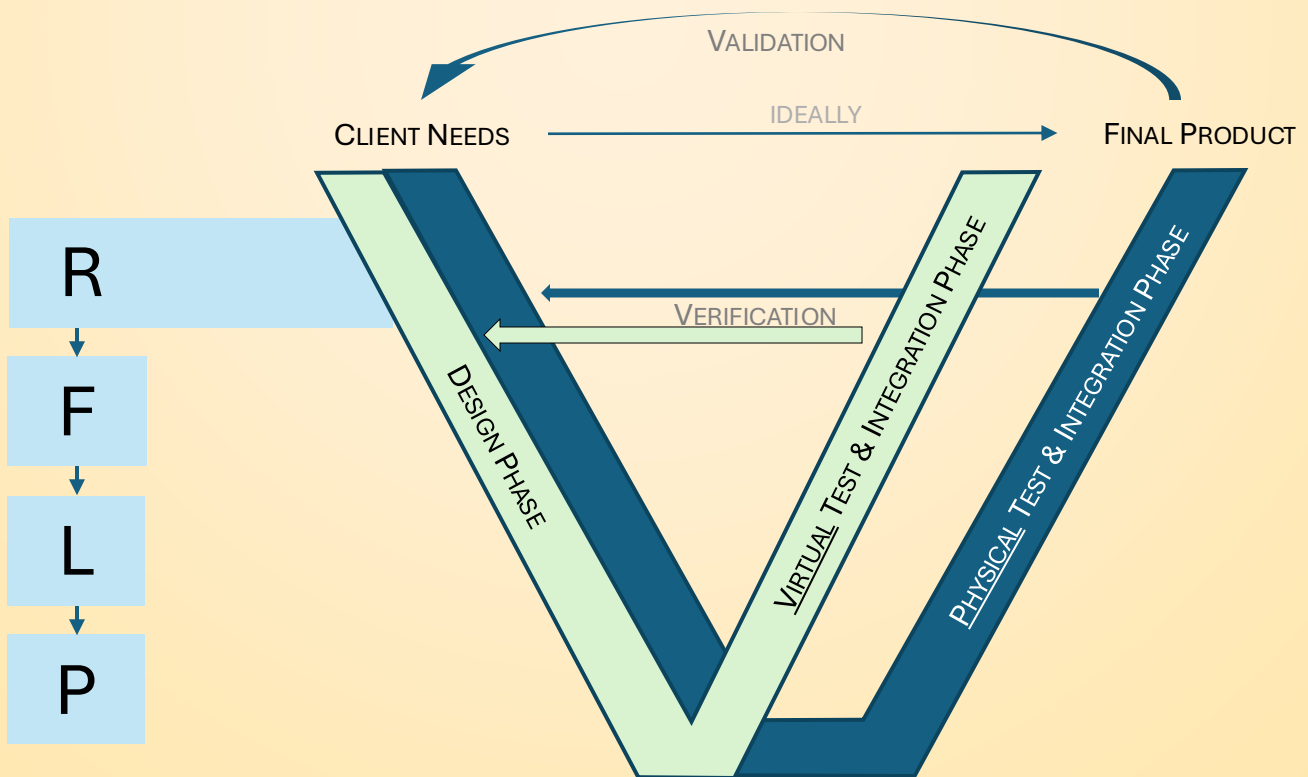 VALIDATION
IDEALLY
CLIENT NEEDS
FINAL PRODUCT
R
F
L
P
VERIFICATION
DESIGN PHASE
VIRTUAL TEST & INTEGRATION PHASE
PHYSICAL TEST & INTEGRATION PHASE